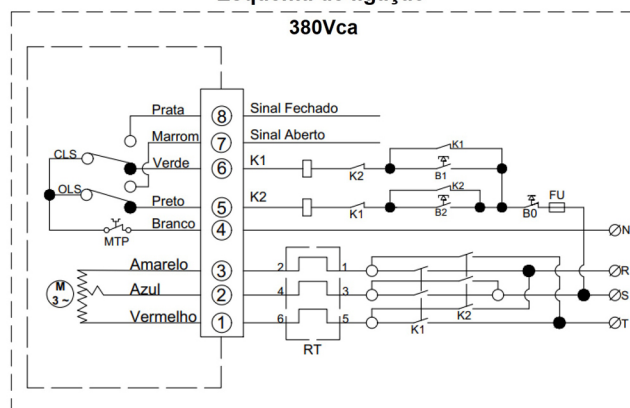 380Vca
Prata 8 Sinal Fechado
Marrom 7 Sinal Aberto
CLS Verde 6 K1 K2 B1 K1
OLS Preto 5 K2 K1 B2 K2 B0 FU
MTP Branco 4 N
M 3~ Amarelo 3 2 1 R
Azul 2 4 3 S
Vermelho 1 6 5 K1 K2 T
RT